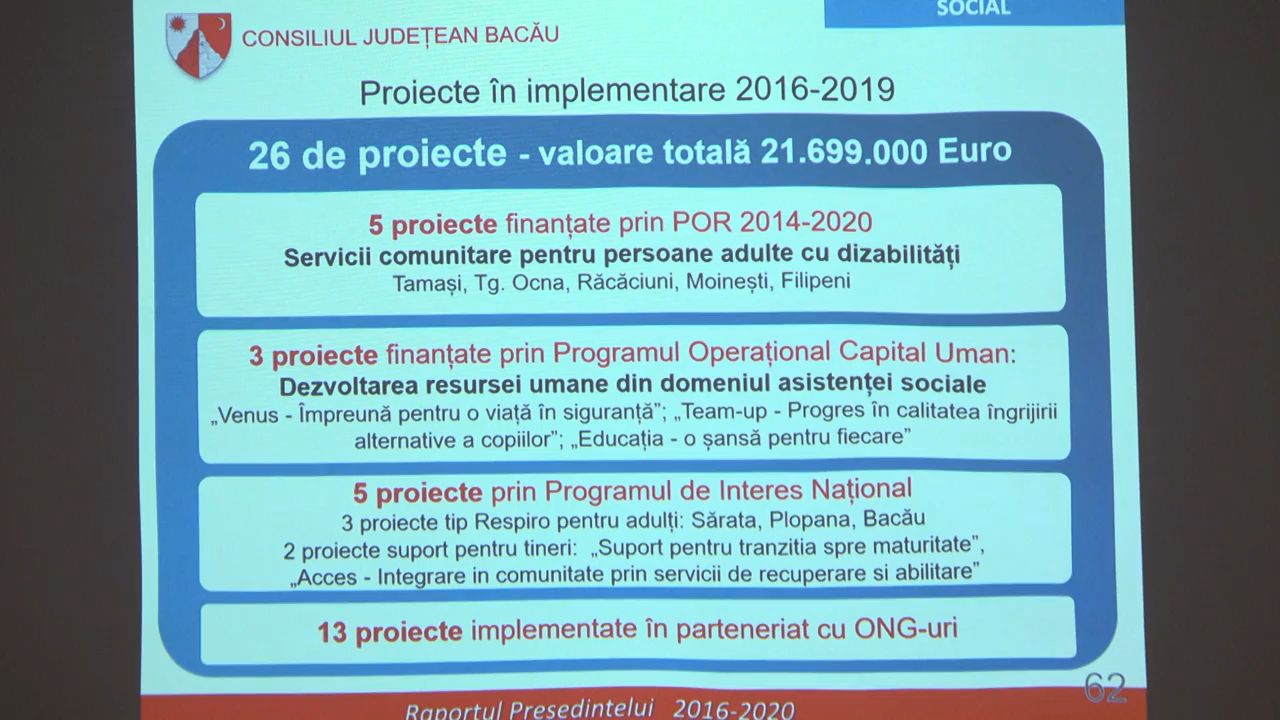 SOCIAL
CONSILIUL JUDEȚEAN BACĂU
Proiecte în implementare 2016-2019
26 de proiecte - valoare totală 21.699.000 Euro
5 proiecte finanțate prin POR 2014-2020
Servicii comunitare pentru persoane adulte cu dizabilități
Tamași, Tg. Ocna, Răcăciuni, Moinești, Filipeni
3 proiecte finanțate prin Programul Operațional Capital Uman:
Dezvoltarea resursei umane din domeniul asistenței sociale
„Venus - Împreună pentru o viață în siguranță”; „Team-up - Progres în calitatea îngrijirii
alternative a copiilor”; „Educația - o șansă pentru fiecare”
5 proiecte prin Programul de Interes Național
3 proiecte tip Respiro pentru adulți: Sărata, Plopana, Bacău
2 proiecte suport pentru tineri: „Suport pentru tranzitia spre maturitate”,
„Acces - Integrare in comunitate prin servicii de recuperare si abilitare”
13 proiecte implementate în parteneriat cu ONG-uri
62
Raportul Presedintelui 2016-2020